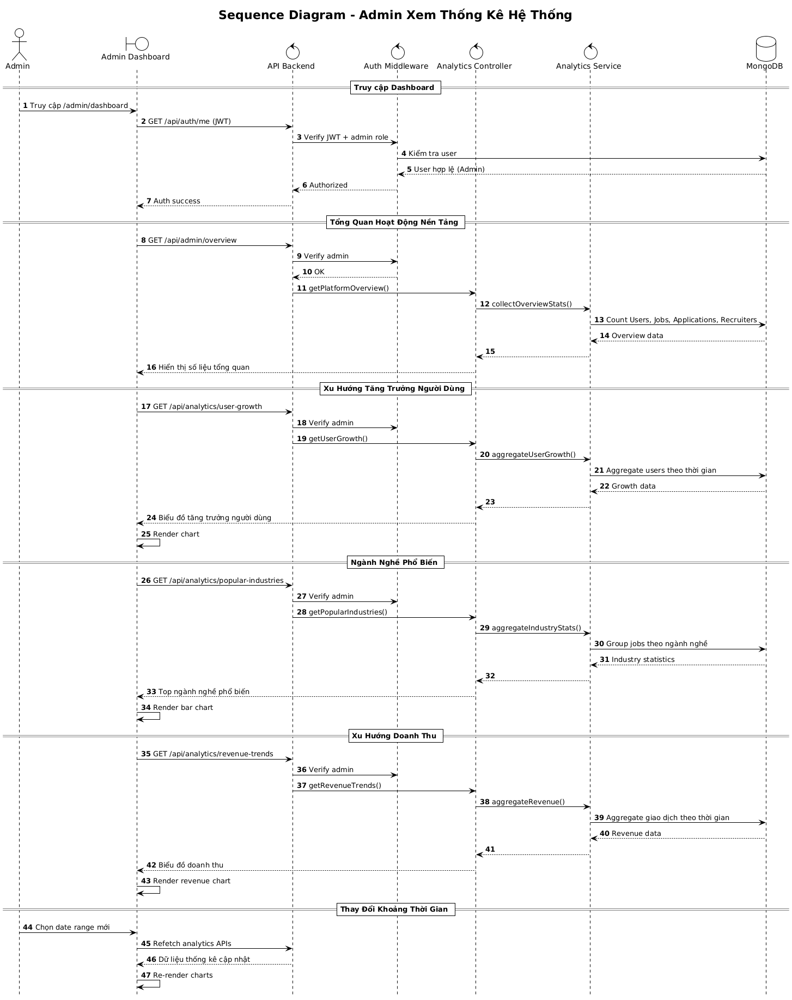 Sequence Diagram - Admin Xem Thống Kê Hệ Thống
Admin
Admin Dashboard
API Backend
Auth Middleware
Analytics Controller
Analytics Service
MongoDB
Truy cập Dashboard
1 Truy cập /admin/dashboard
2 GET /api/auth/me (JWT)
3 Verify JWT + admin role
4 Kiểm tra user
5 User hợp lệ (Admin)
6 Authorized
7 Auth success
Tổng Quan Hoạt Động Nền Tảng
8 GET /api/admin/overview
9 Verify admin
10 OK
11 getPlatformOverview()
12 collectOverviewStats()
13 Count Users, Jobs, Applications, Recruiters
14 Overview data
15
16 Hiển thị số liệu tổng quan
Xu Hướng Tăng Trưởng Người Dùng
17 GET /api/analytics/user-growth
18 Verify admin
19 getUserGrowth()
20 aggregateUserGrowth()
21 Aggregate users theo thời gian
22 Growth data
23
24 Biểu đồ tăng trưởng người dùng
25 Render chart
Ngành Nghề Phổ Biến
26 GET /api/analytics/popular-industries
27 Verify admin
28 getPopularIndustries()
29 aggregateIndustryStats()
30 Group jobs theo ngành nghề
31 Industry statistics
32
33 Top ngành nghề phổ biến
34 Render bar chart
Xu Hướng Doanh Thu
35 GET /api/analytics/revenue-trends
36 Verify admin
37 getRevenueTrends()
38 aggregateRevenue()
39 Aggregate giao dịch theo thời gian
40 Revenue data
41
42 Biểu đồ doanh thu
43 Render revenue chart
Thay Đổi Khoảng Thời Gian
44 Chọn date range mới
45 Refetch analytics APIs
46 Dữ liệu thống kê cập nhật
47 Re-render charts